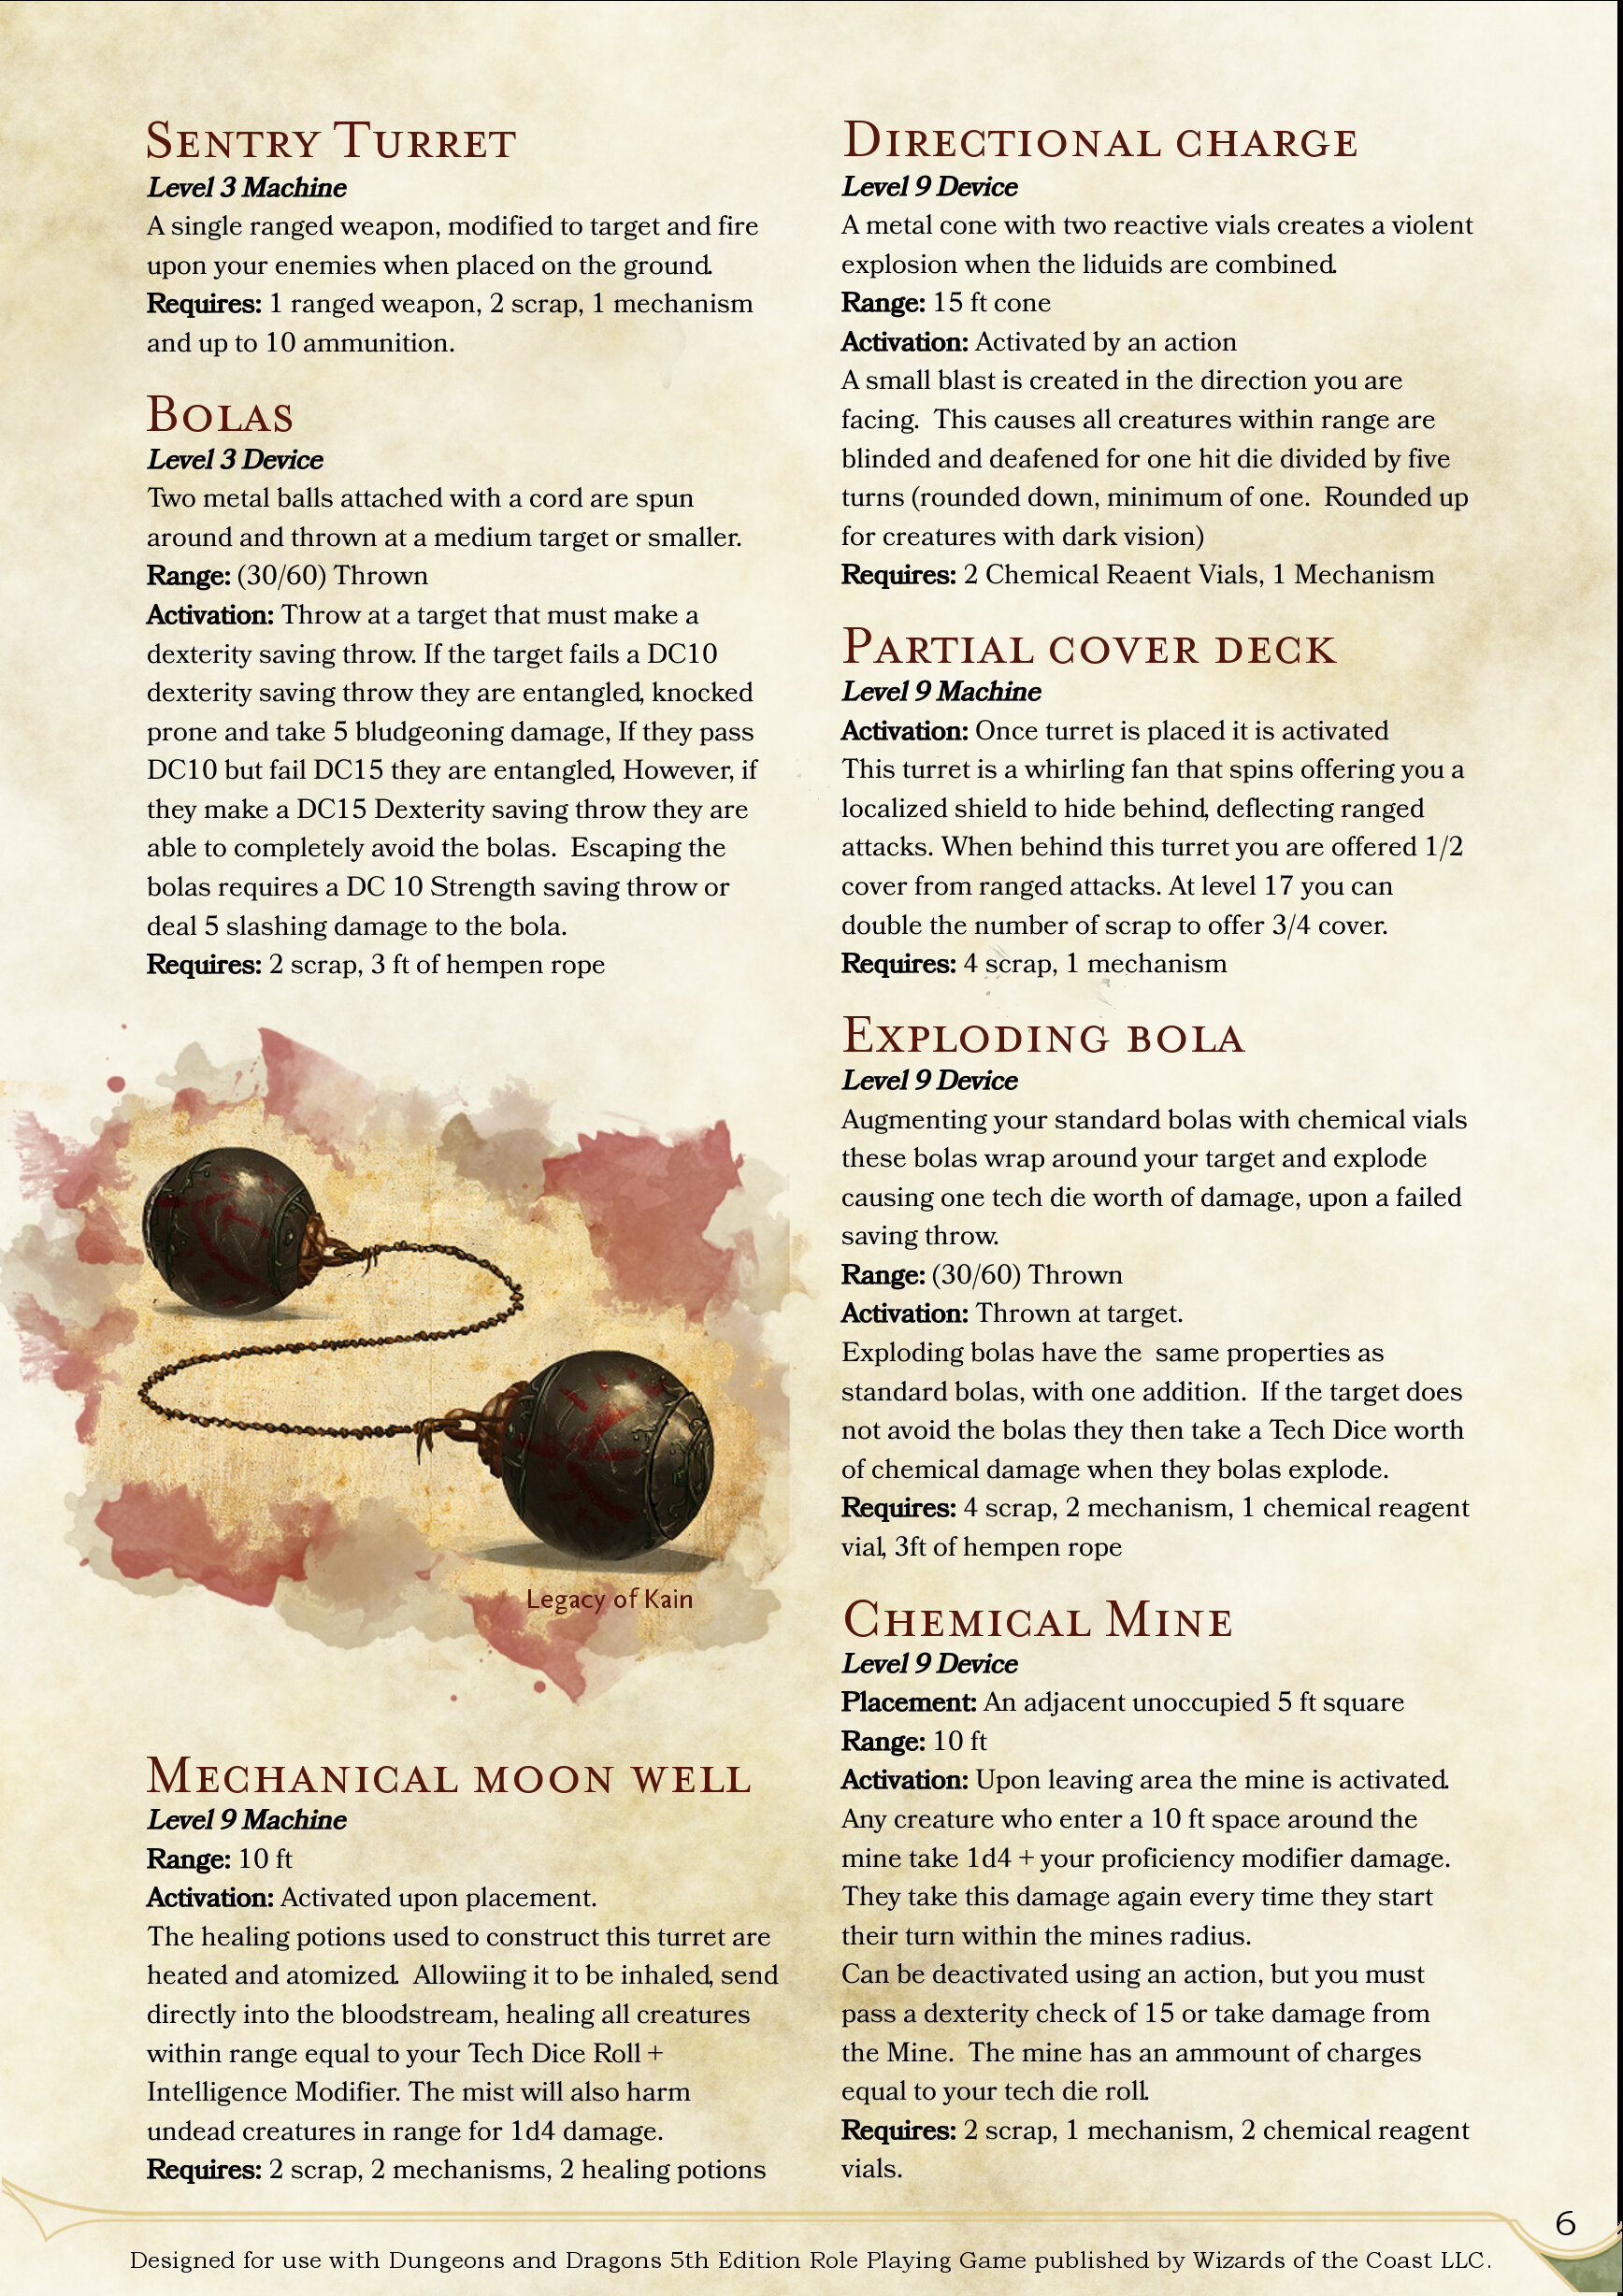 Sentry Turret
Level 3 Machine
A single ranged weapon, modified to target and fire
upon your enemies when placed on the ground.
Requires: 1 ranged weapon, 2 scrap, 1 mechanism
and up to 10 ammunition.
Bolas
Level 3 Device
Two metal balls attached with a cord are spun
around and thrown at a medium target or smaller.
Range: (30/60) Thrown
Activation: Throw at a target that must make a
dexterity saving throw. If the target fails a DC10
dexterity saving throw they are entangled, knocked
prone and take 5 bludgeoning damage, If they pass
DC10 but fail DC15 they are entangled, However, if
they make a DC15 Dexterity saving throw they are
able to completely avoid the bolas.  Escaping the
bolas requires a DC 10 Strength saving throw or
deal 5 slashing damage to the bola.
Requires: 2 scrap, 3 ft of hempen rope
Legacy of Kain
Mechanical moon well
Level 9 Machine
Range: 10 ft
Activation: Activated upon placement.
The healing potions used to construct this turret are
heated and atomized.  Allowiing it to be inhaled, send
directly into the bloodstream, healing all creatures
within range equal to your Tech Dice Roll +
Intelligence Modifier. The mist will also harm
undead creatures in range for 1d4 damage.
Requires: 2 scrap, 2 mechanisms, 2 healing potions
Directional charge
Level 9 Device
A metal cone with two reactive vials creates a violent
explosion when the liduids are combined.
Range: 15 ft cone
Activation: Activated by an action
A small blast is created in the direction you are
facing.  This causes all creatures within range are
blinded and deafened for one hit die divided by five
turns (rounded down, minimum of one.  Rounded up
for creatures with dark vision)
Requires: 2 Chemical Reaent Vials, 1 Mechanism
Partial cover deck
Level 9 Machine
Activation: Once turret is placed it is activated
This turret is a whirling fan that spins offering you a
localized shield to hide behind, deflecting ranged
attacks. When behind this turret you are offered 1/2
cover from ranged attacks. At level 17 you can
double the number of scrap to offer 3/4 cover.
Requires: 4 scrap, 1 mechanism
Exploding bola
Level 9 Device
Augmenting your standard bolas with chemical vials
these bolas wrap around your target and explode
causing one tech die worth of damage, upon a failed
saving throw.
Range: (30/60) Thrown
Activation: Thrown at target.
Exploding bolas have the  same properties as
standard bolas, with one addition.  If the target does
not avoid the bolas they then take a Tech Dice worth
of chemical damage when they bolas explode.
Requires: 4 scrap, 2 mechanism, 1 chemical reagent
vial, 3ft of hempen rope
Chemical Mine
Level 9 Device
Placement: An adjacent unoccupied 5 ft square
Range: 10 ft
Activation: Upon leaving area the mine is activated.
Any creature who enter a 10 ft space around the
mine take 1d4 + your proficiency modifier damage.
They take this damage again every time they start
their turn within the mines radius.
Can be deactivated using an action, but you must
pass a dexterity check of 15 or take damage from
the Mine.  The mine has an ammount of charges
equal to your tech die roll.
Requires: 2 scrap, 1 mechanism, 2 chemical reagent
vials.
6
Designed for use with Dungeons and Dragons 5th Edition Role Playing Game published by Wizards of the Coast LLC.